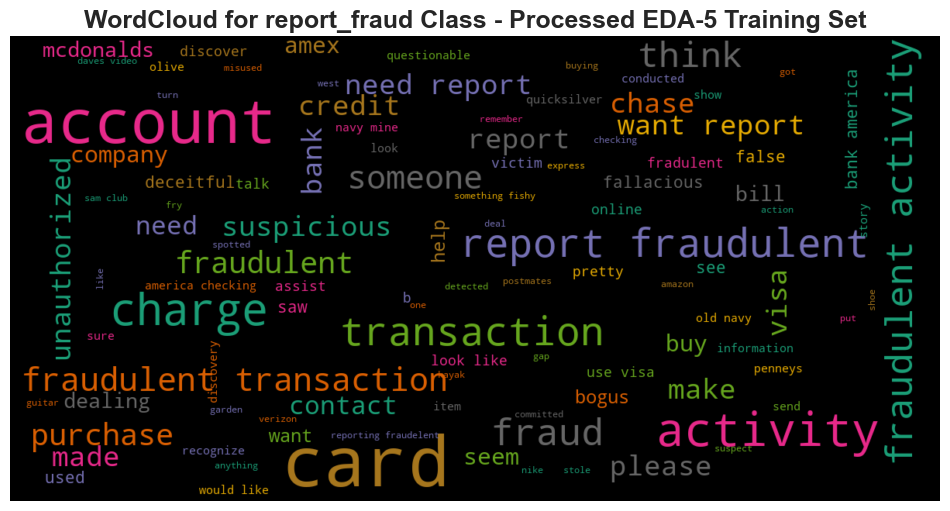 WordCloud for report_fraud Class - Processed EDA-5 Training Set
mcdonalds
discover
amex
questionable
think
daves video
olive
misused
buying
got
west
need report
conducted
turn
account
credit
quicksilver
show
chase
bank america
fraudulent activity
remember
want report
navy mine
report
checking
company
bank
look
victim
express
fradulent
false
unauthorized
deceitful
talk
someone
something fishy
fallacious
bill
sam club
fry
online
action
need
suspicious
help
deal
story
spotted
report fraudulent
fraudulent
pretty
see
like
america checking
assist
detected
postmates
amazon
visa
shoe
b
one
saw
charge
old navy
put
transaction
sure
discovery
look like
gap
buy
information
kayak
use visa
penneys
fraudulent transaction
make
guitar
dealing
garden
contact
item
bogus
send
verizon
committed
purchase
want
reporting fraudelent
fraud
activity
recognize
made
card
seem
suspect
please
used
anything
nike
stole
would like